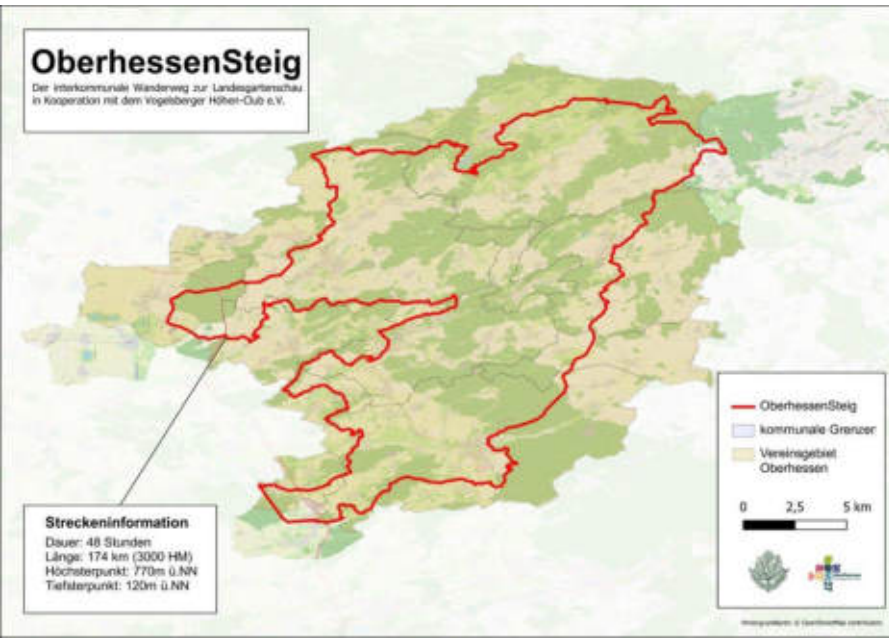 OberhessenSteig
Der interkommunale Wanderweg zur Landesgartenschau
in Kooperation mit dem Vogelsberger Höhen-Club e.V.
OberhessenSteig
kommunale Grenzen
Vereinsgebiet
Oberhessen
0 2,5 5 km
Streckeninformation
Dauer: 48 Stunden
Länge: 174 km (3000 HM)
Höchsterpunkt: 770m ü.NN
Tiefsterpunkt: 120m ü.NN